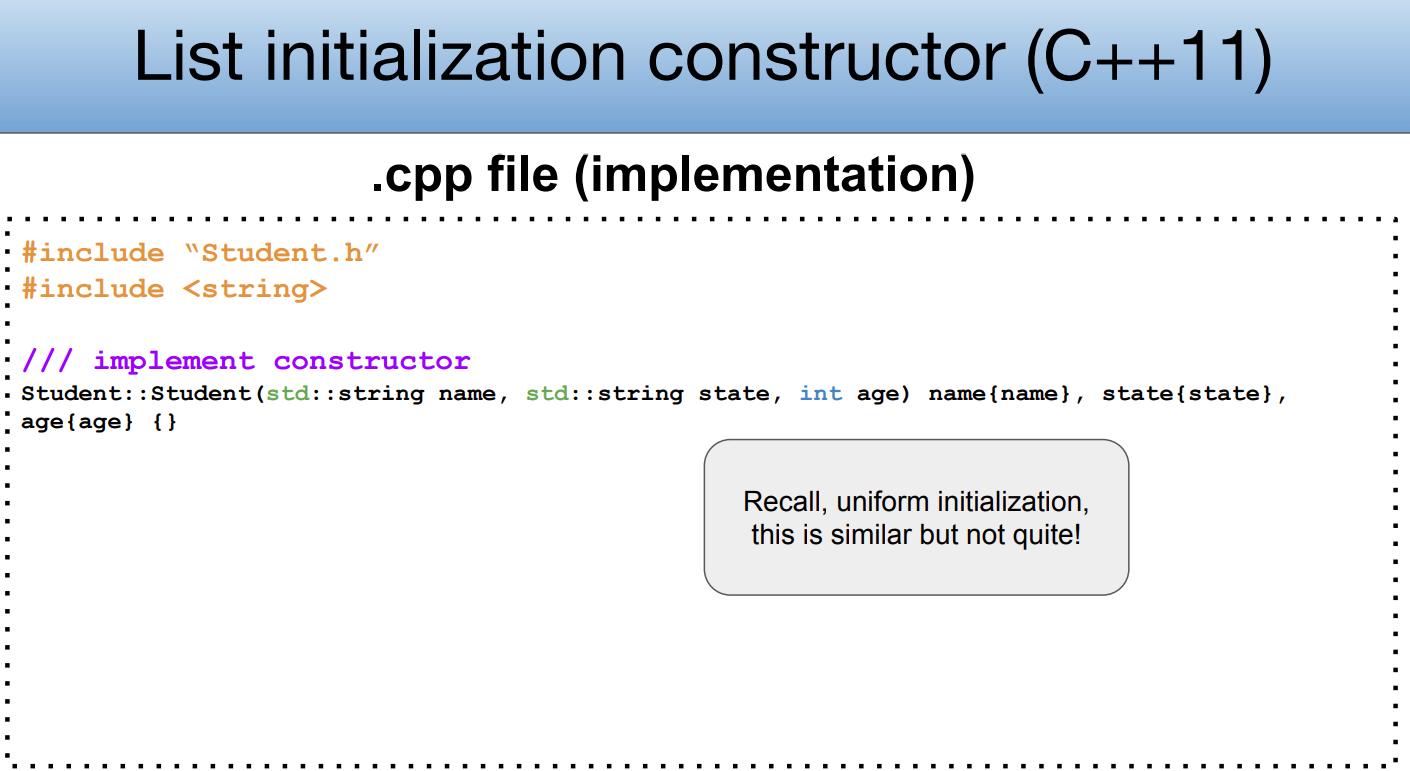 List initialization constructor (C++11)
.cpp file (implementation)
#include “Student.h”
#include <string>
/// implement constructor
Student::Student(std::string name, std::string state, int age) name{name}, state{state},
age{age} {}
Recall, uniform initialization,
this is similar but not quite!